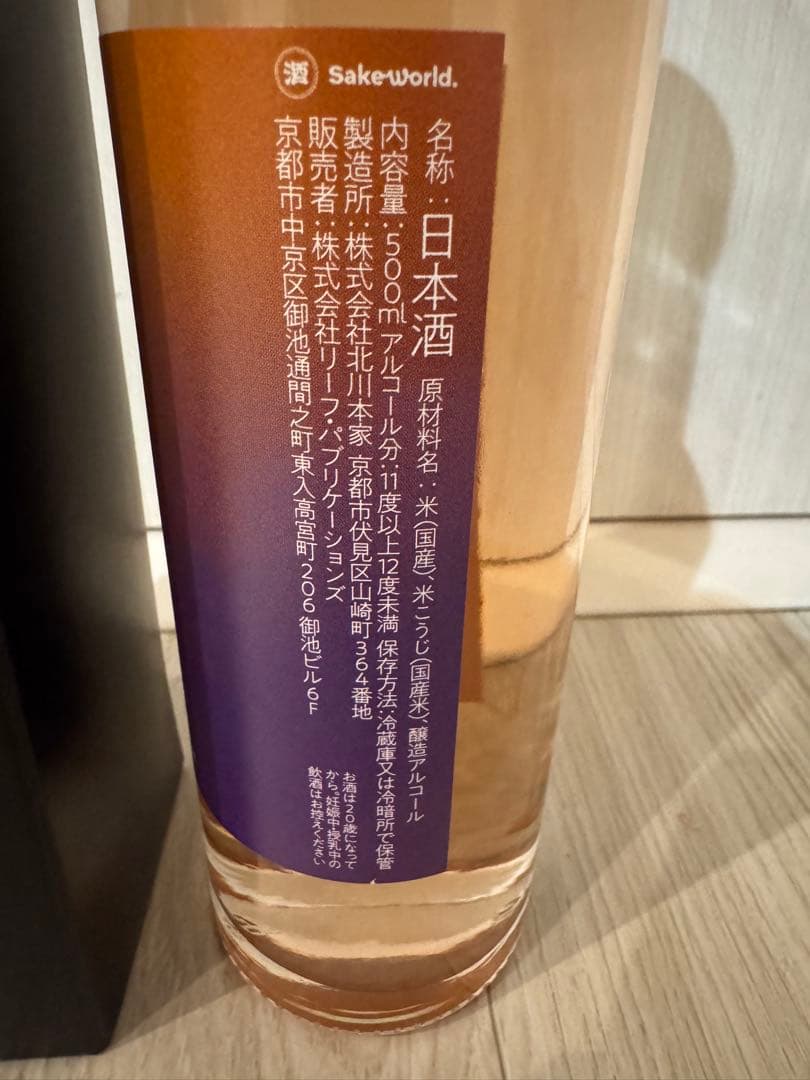 酒 Sakeworld.
名称：日本酒 原材料名：米（国産）、米こうじ（国産米）、醸造アルコール
内容量：500ml アルコール分：11度以上12度未満 保存方法：冷蔵庫又は冷暗所で保管
製造所：株式会社北川本家 京都市伏見区山崎町364番地
販売者：株式会社リーフ・パブリケーションズ
京都市中京区御池通間之町東入高宮町206御池ビル6F
お酒は20歳になって
から。妊娠中・授乳中の
飲酒はお控えください